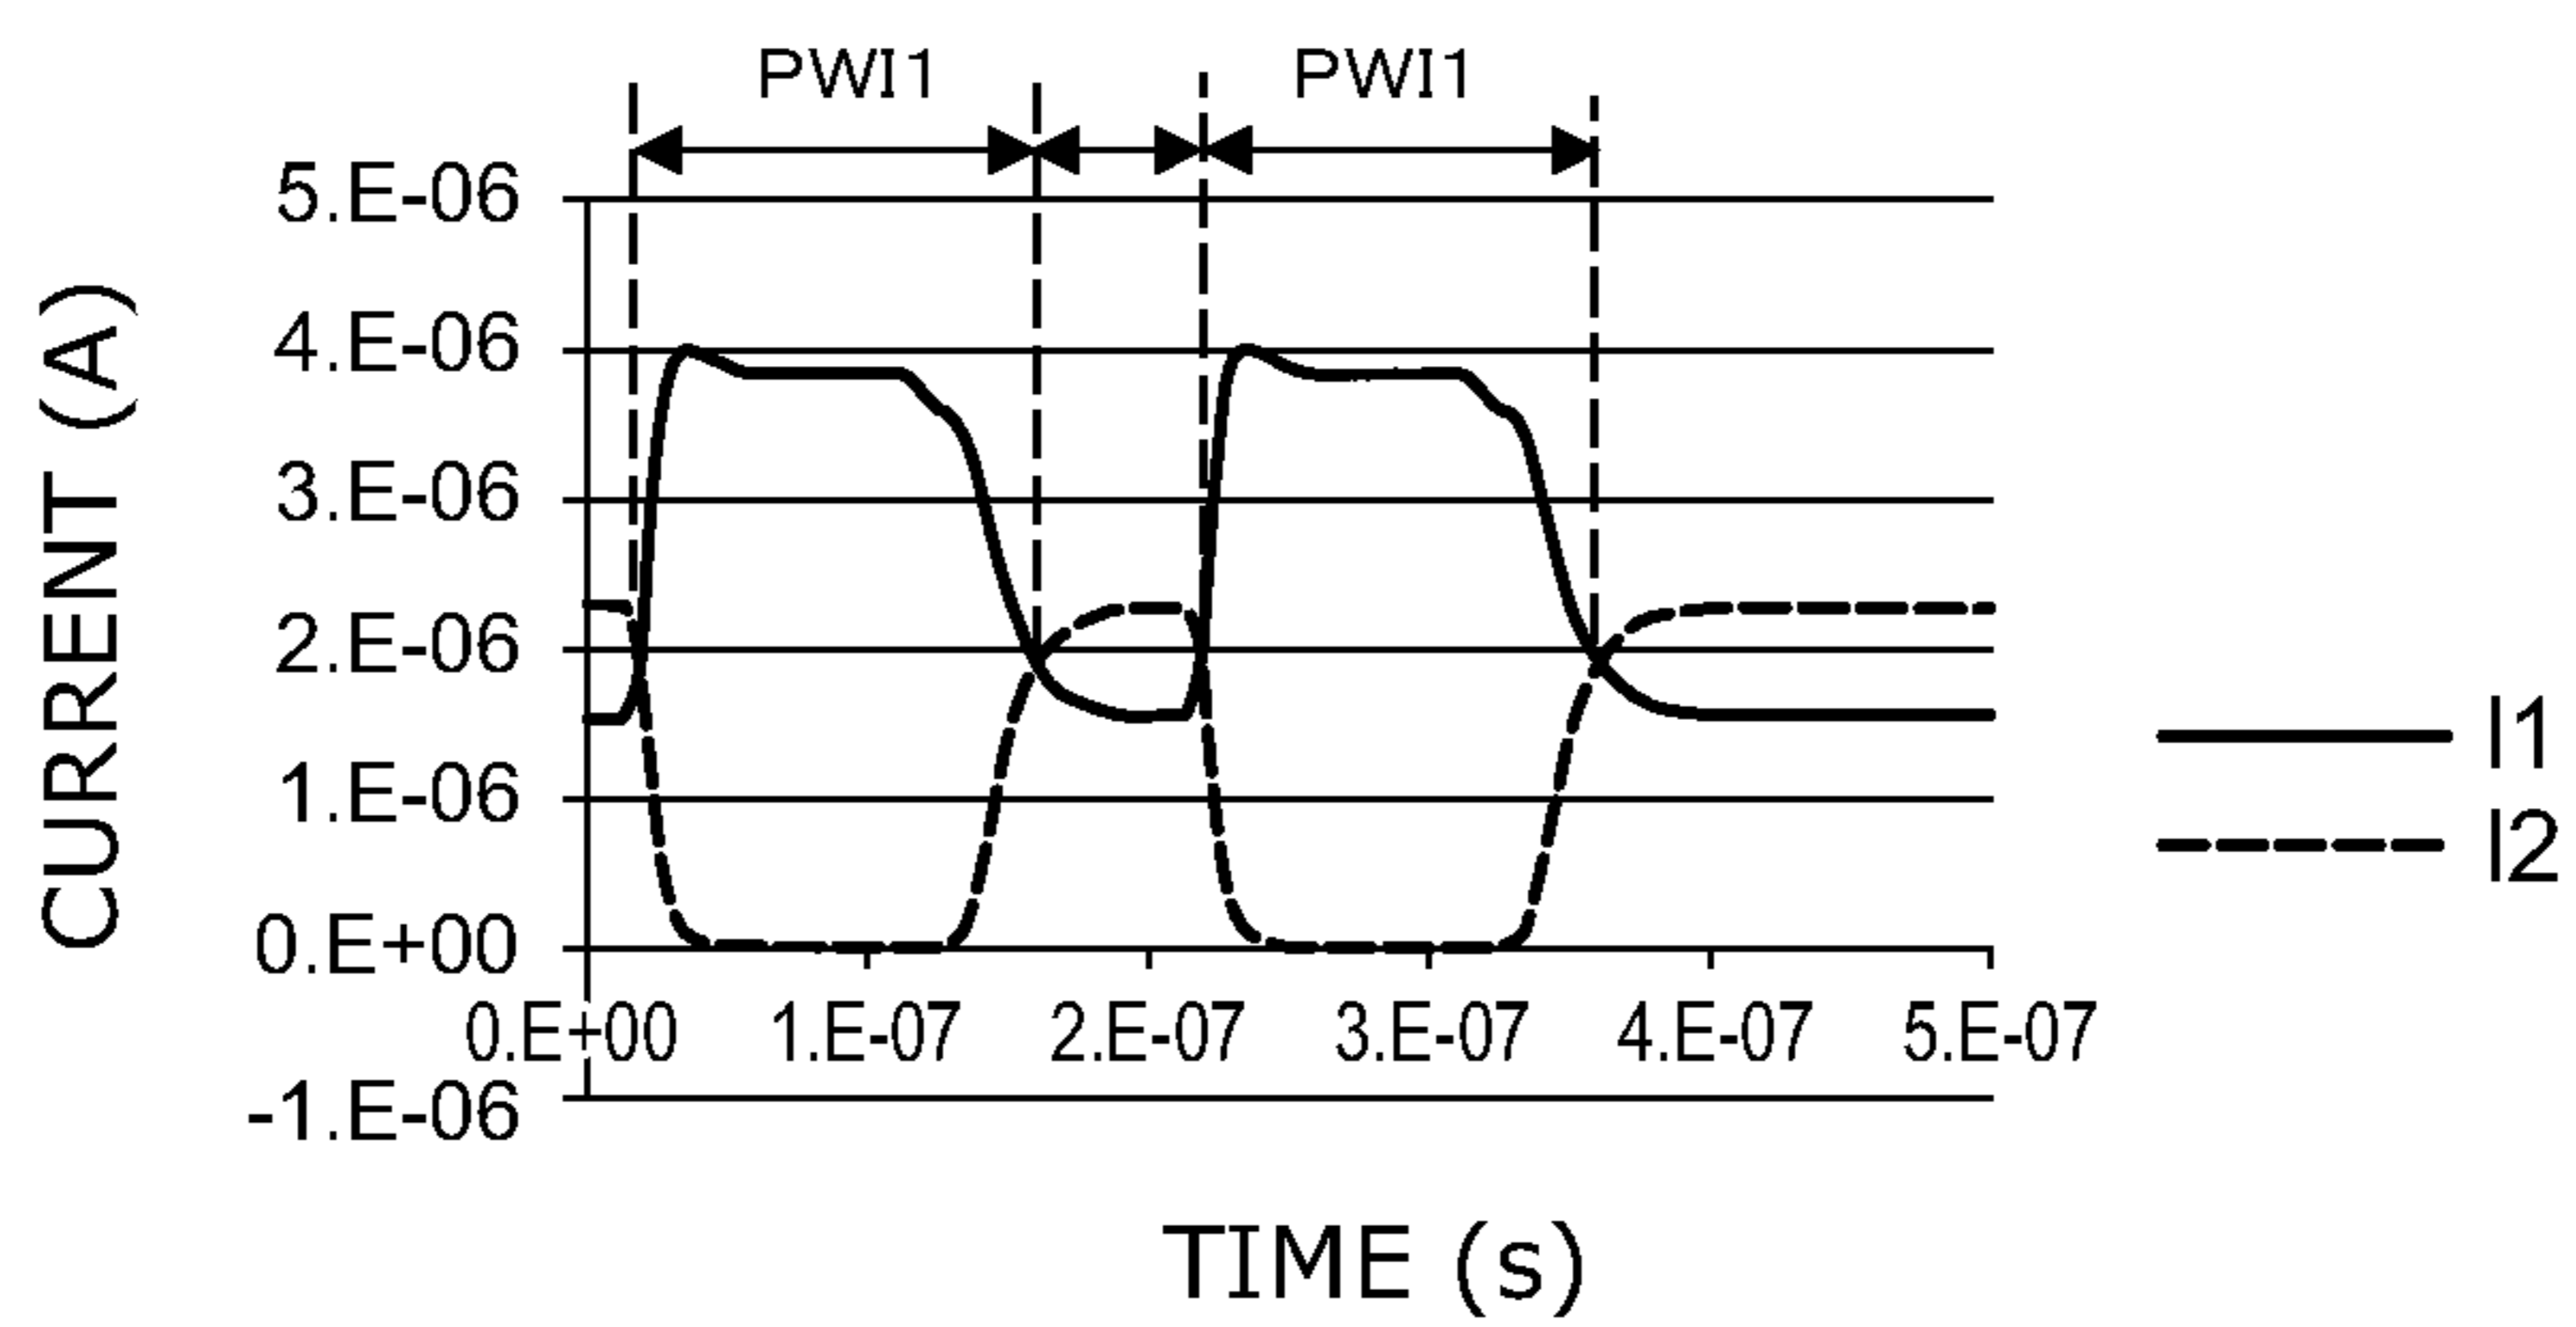 PWI1 PWI1
5.E-06
4.E-06
3.E-06
2.E-06
1.E-06
0.E+00
-1.E-06
CURRENT (A)
0.E+00 1.E-07 2.E-07 3.E-07 4.E-07 5.E-07
TIME (s)
I1
I2